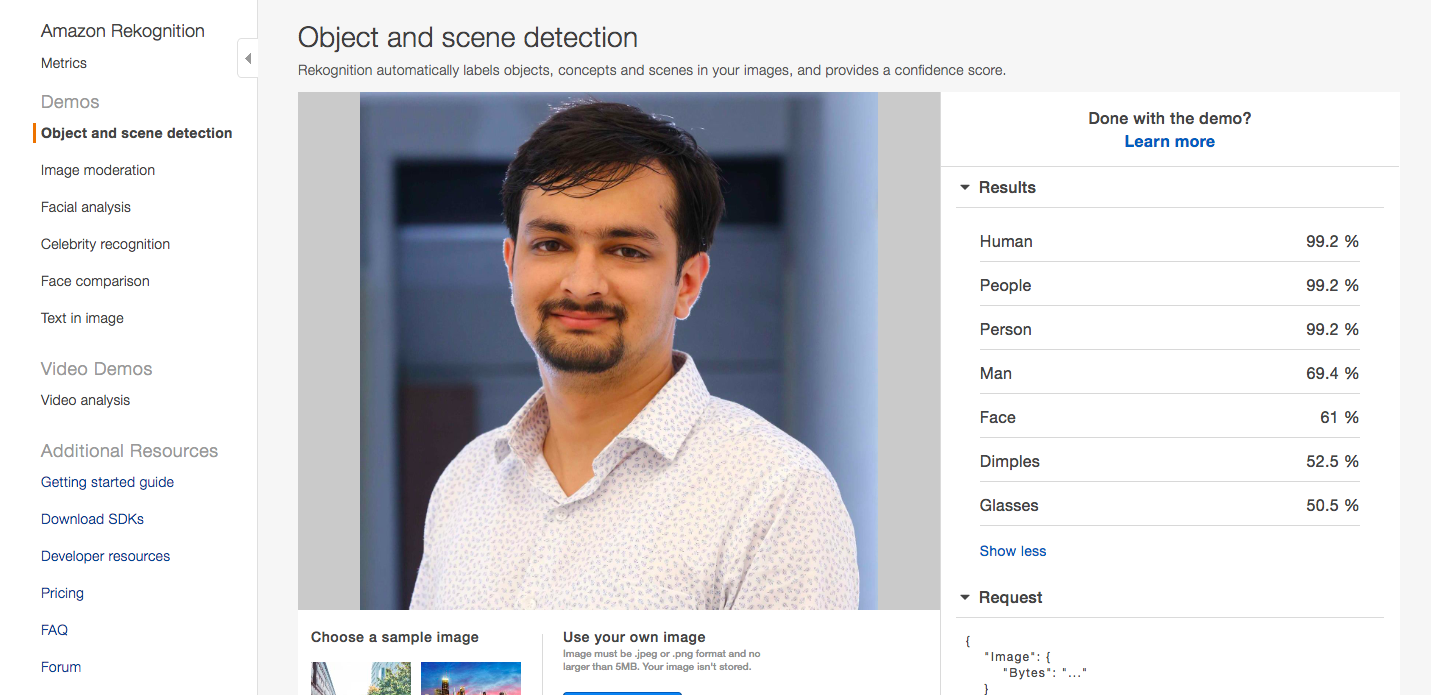 Amazon Rekognition
Metrics
Demos
Object and scene detection
Image moderation
Facial analysis
Celebrity recognition
Face comparison
Text in image
Video Demos
Video analysis
Additional Resources
Getting started guide
Download SDKs
Developer resources
Pricing
FAQ
Forum
Object and scene detection
Rekognition automatically labels objects, concepts and scenes in your images, and provides a confidence score.
Choose a sample image
Use your own image
Image must be .jpeg or .png format and no
larger than 5MB. Your image isn't stored.
Done with the demo?
Learn more
Results
Human 99.2 %
People 99.2 %
Person 99.2 %
Man 69.4 %
Face 61 %
Dimples 52.5 %
Glasses 50.5 %
Show less
Request
{
"Image": {
"Bytes": "..."
}